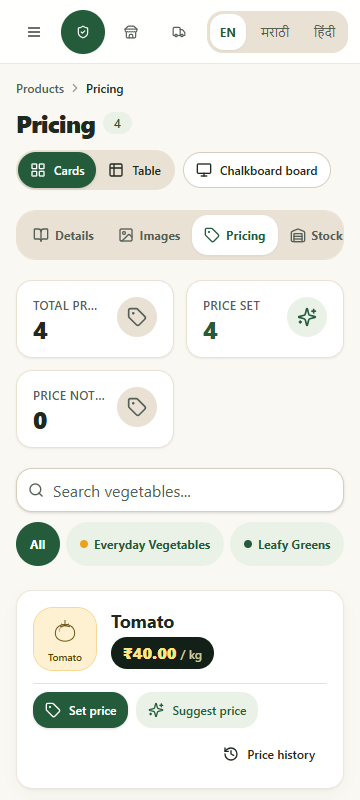 EN मराठी हिंदी
Products Pricing
Pricing 4
Cards Table Chalkboard board
Details Images Pricing Stock
TOTAL PR... PRICE SET
4 4
PRICE NOT...
0
Search vegetables...
All Everyday Vegetables Leafy Greens
Tomato
₹40.00 / kg
Tomato
Set price Suggest price
Price history